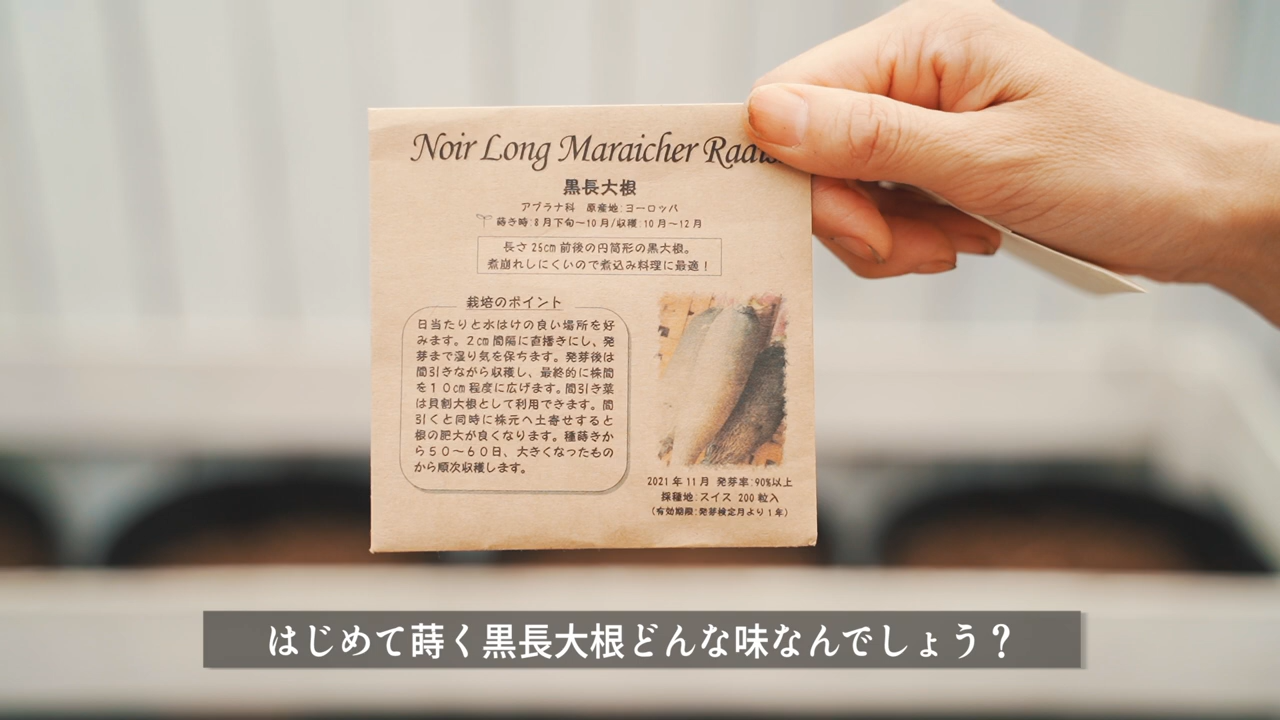 Noir Long Maraicher
黒長大根
アブラナ科 原産地:ヨーロッパ
蒔き時:8月下旬～10月/収穫:10月～12月
長さ25cm前後の円筒形の黒大根。
煮崩れしにくいので煮込み料理に最適！
栽培のポイント
日当たりと水はけの良い場所を好
みます。2cm間隔に直播きにし、発
芽まで湿り気を保ちます。発芽後は
間引きながら収穫し、最終的に株間
を１０cm程度に広げます。間引き菜
は貝割大根として利用できます。間
引くと同時に株元へ土寄せすると
根の肥大が良くなります。種蒔きか
ら５０～６０日、大きくなったもの
から順次収穫します。
2021年11月 発芽率:90%以上
採種地:スイス 200粒入
(有効期限:発芽検定月より1年)
はじめて蒔く黒長大根どんな味なんでしょう？